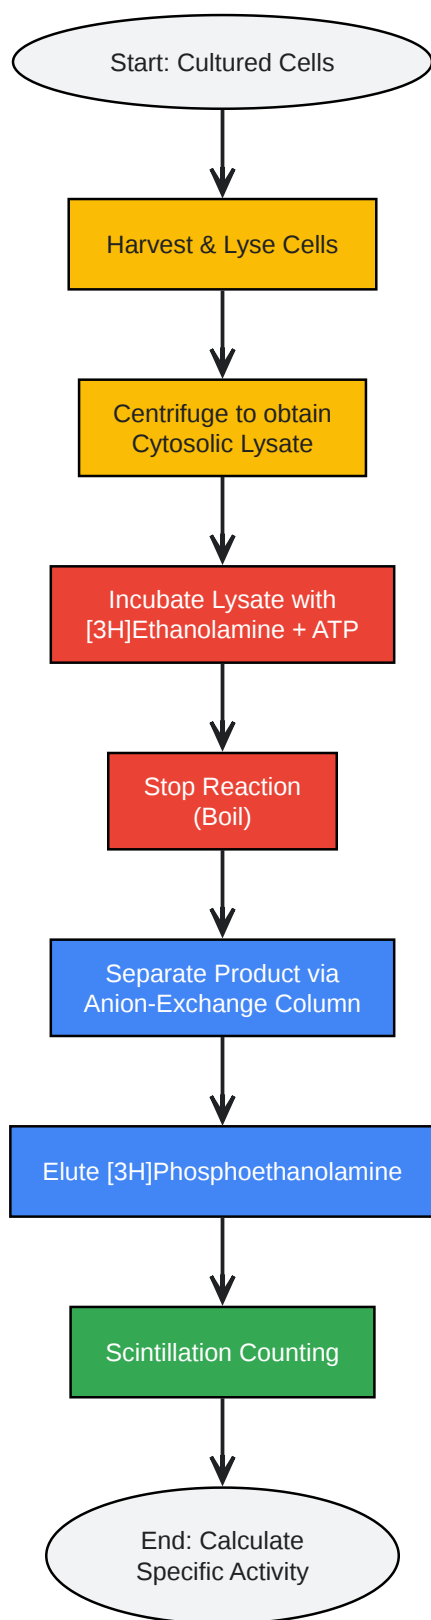 Start: Cultured Cells
Harvest & Lyse Cells
Centrifuge to obtain
Cytosolic Lysate
Incubate Lysate with
[3H]Ethanolamine + ATP
Stop Reaction
(Boil)
Separate Product via
Anion-Exchange Column
Elute [3H]Phosphoethanolamine
Scintillation Counting
End: Calculate
Specific Activity